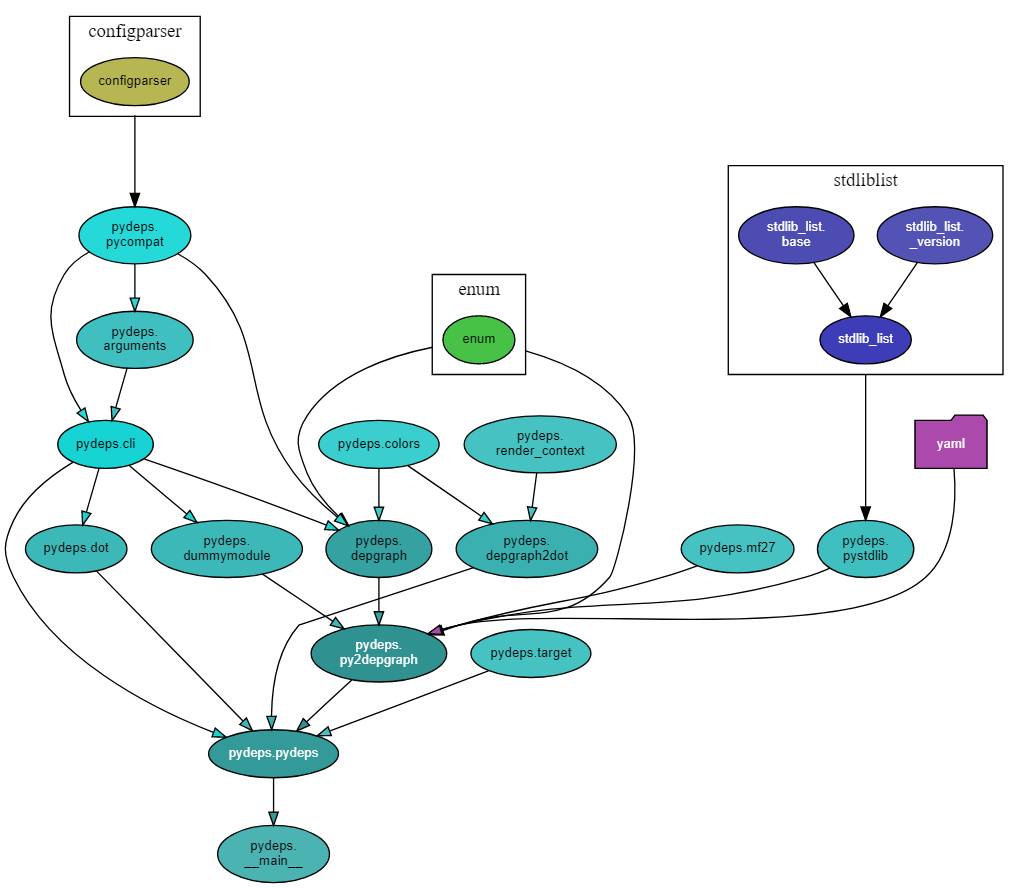 configparser
configparser
pydeps.
pycompat
stdliblist
stdlib_list.
base
stdlib_list.
_version
enum
enum
pydeps.
arguments
stdlib_list
pydeps.cli
pydeps.colors
pydeps.
render_context
yaml
pydeps.dot
pydeps.
dummymodule
pydeps.
depgraph
pydeps.
depgraph2dot
pydeps.mf27
pydeps.
pystdlib
pydeps.
py2depgraph
pydeps.target
pydeps.pydeps
pydeps.
__main__